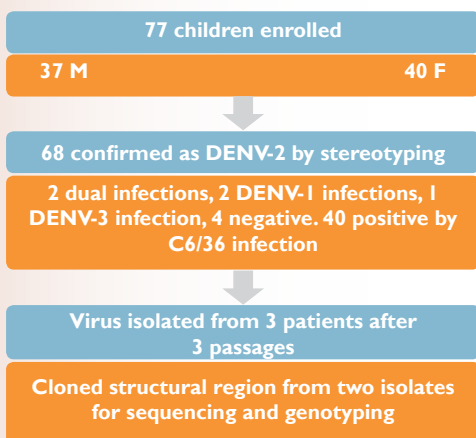 77 children enrolled
37 M 40 F
68 confirmed as DENV-2 by stereotyping
2 dual infections, 2 DENV-1 infections, 1
DENV-3 infection, 4 negative. 40 positive by
C6/36 infection
Virus isolated from 3 patients after
3 passages
Cloned structural region from two isolates
for sequencing and genotyping